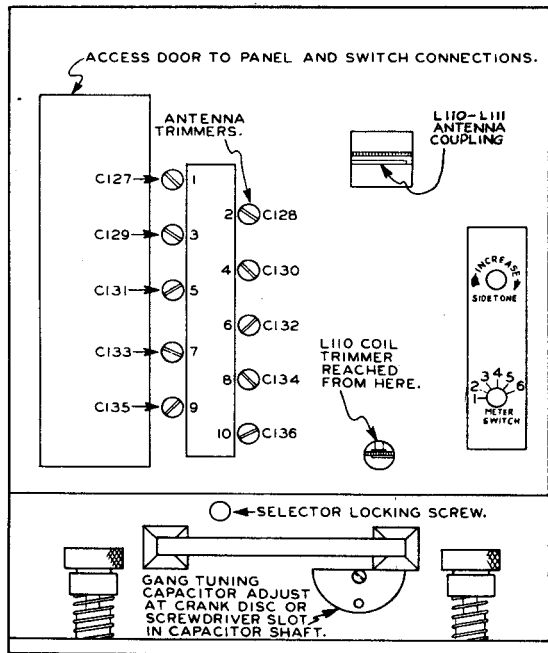 ACCESS DOOR TO PANEL AND SWITCH CONNECTIONS.
ANTENNA
TRIMMERS.
L110-L111
ANTENNA
COUPLING
C127 1
2 C128
C129 3
4 C130
C131 5
6 C132
C133 7
8 C134
C135 9
10 C136
INCREASE
SIDETONE
L110 COIL
TRIMMER
REACHED
FROM HERE.
1 2 3 4 5 6
METER
SWITCH
SELECTOR LOCKING SCREW.
GANG TUNING
CAPACITOR ADJUST
AT CRANK DISC OR
SCREWDRIVER SLOT
IN CAPACITOR SHAFT.